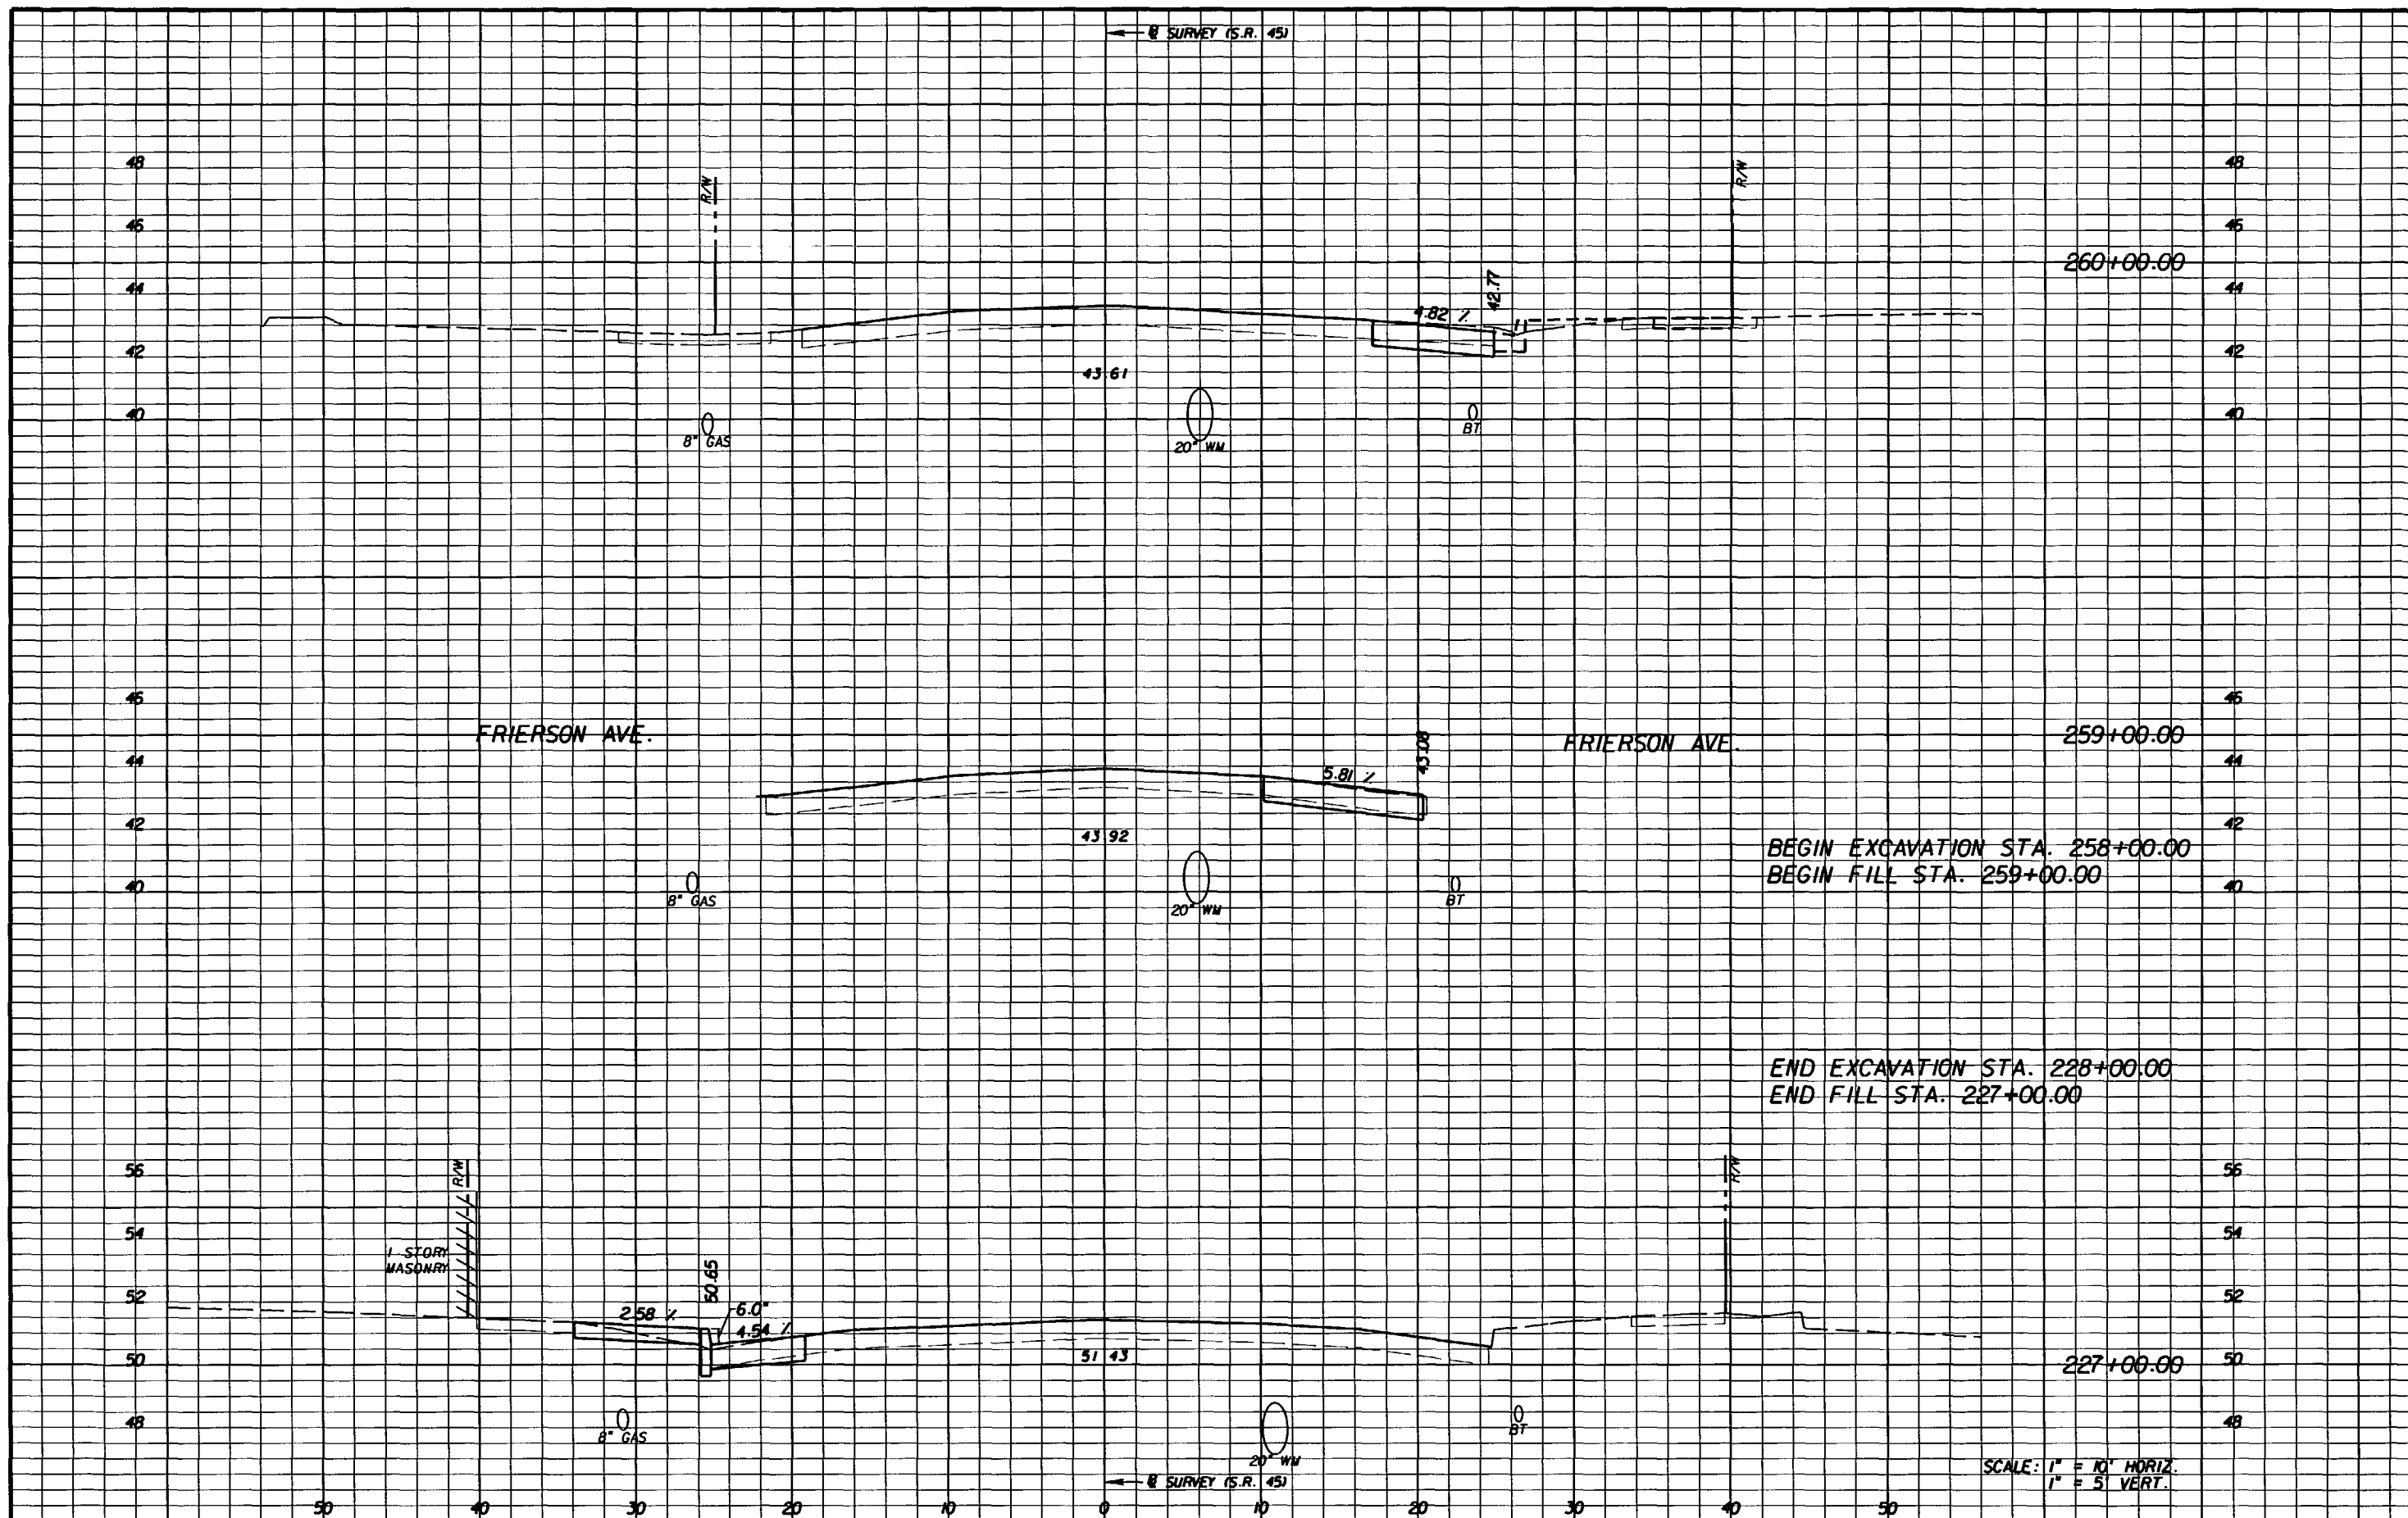 ℄ SURVEY (S.R. 45)
48
48
R/W
R/W
46
46
260+00.00
44
44
42.77
4.82 %
42
42
43.61
40
40
8" GAS
20" WM
BT
46
46
FRIERSON AVE.
FRIERSON AVE.
259+00.00
44
44
43.08
5.81 %
42
42
43.92
BEGIN EXCAVATION STA. 258+00.00
BEGIN FILL STA. 259+00.00
40
40
8" GAS
20" WM
BT
END EXCAVATION STA. 228+00.00
END FILL STA. 227+00.00
56
56
R/W
R/W
54
54
1 STORY
MASONRY
50.65
52
52
2.58 %
6.0"
4.54 %
51.43
50
50
227+00.00
48
48
8" GAS
BT
20" WM
℄ SURVEY (S.R. 45)
SCALE: 1" = 10' HORIZ.
1" = 5' VERT.
50 40 30 20 10 0 10 20 30 40 50